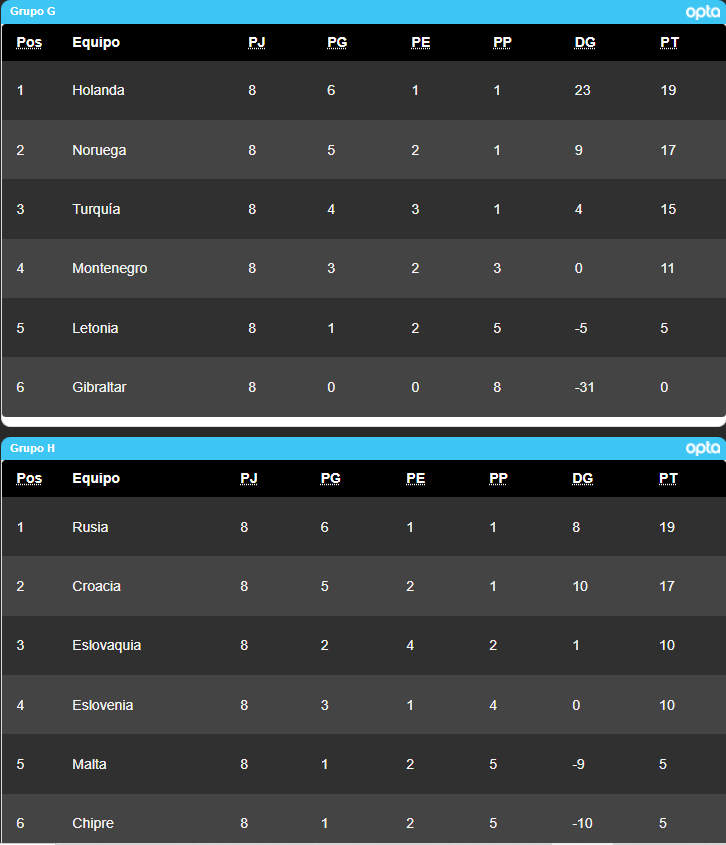 Grupo G opta
Pos Equipo PJ PG PE PP DG PT
1 Holanda 8 6 1 1 23 19
2 Noruega 8 5 2 1 9 17
3 Turquía 8 4 3 1 4 15
4 Montenegro 8 3 2 3 0 11
5 Letonia 8 1 2 5 -5 5
6 Gibraltar 8 0 0 8 -31 0
Grupo H opta
Pos Equipo PJ PG PE PP DG PT
1 Rusia 8 6 1 1 8 19
2 Croacia 8 5 2 1 10 17
3 Eslovaquia 8 2 4 2 1 10
4 Eslovenia 8 3 1 4 0 10
5 Malta 8 1 2 5 -9 5
6 Chipre 8 1 2 5 -10 5